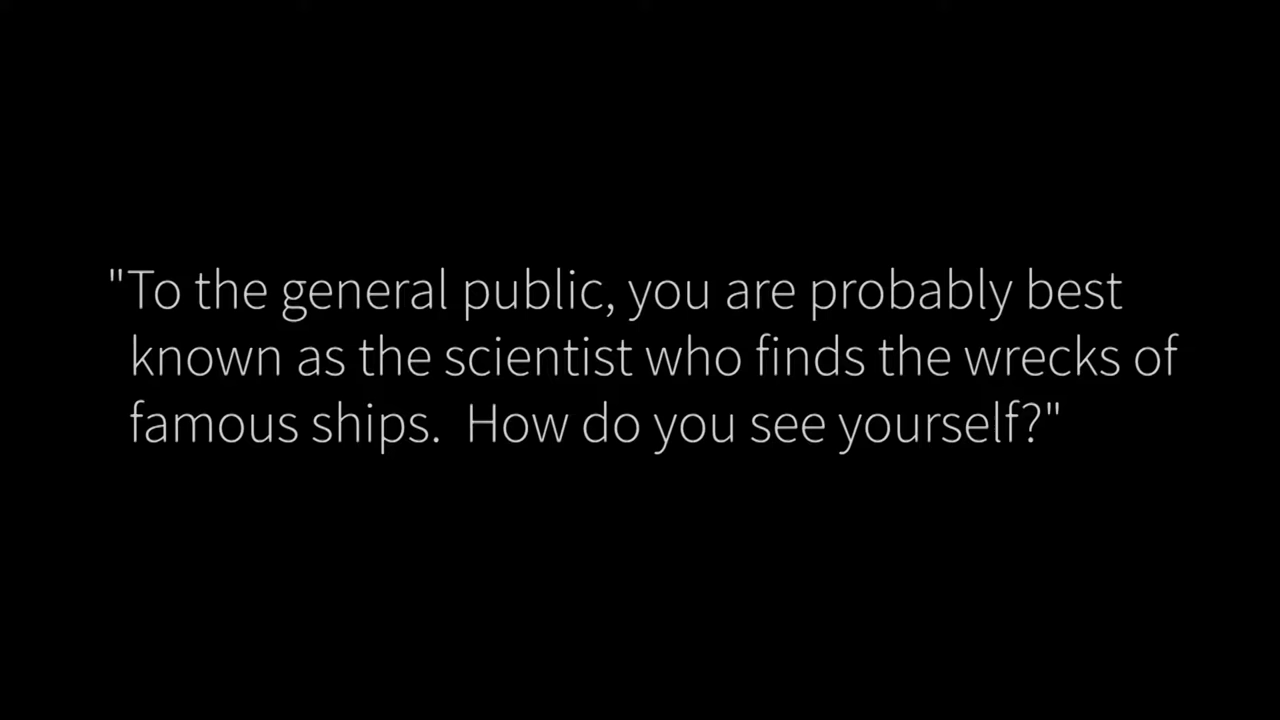 "To the general public, you are probably best
known as the scientist who finds the wrecks of
famous ships.  How do you see yourself?"